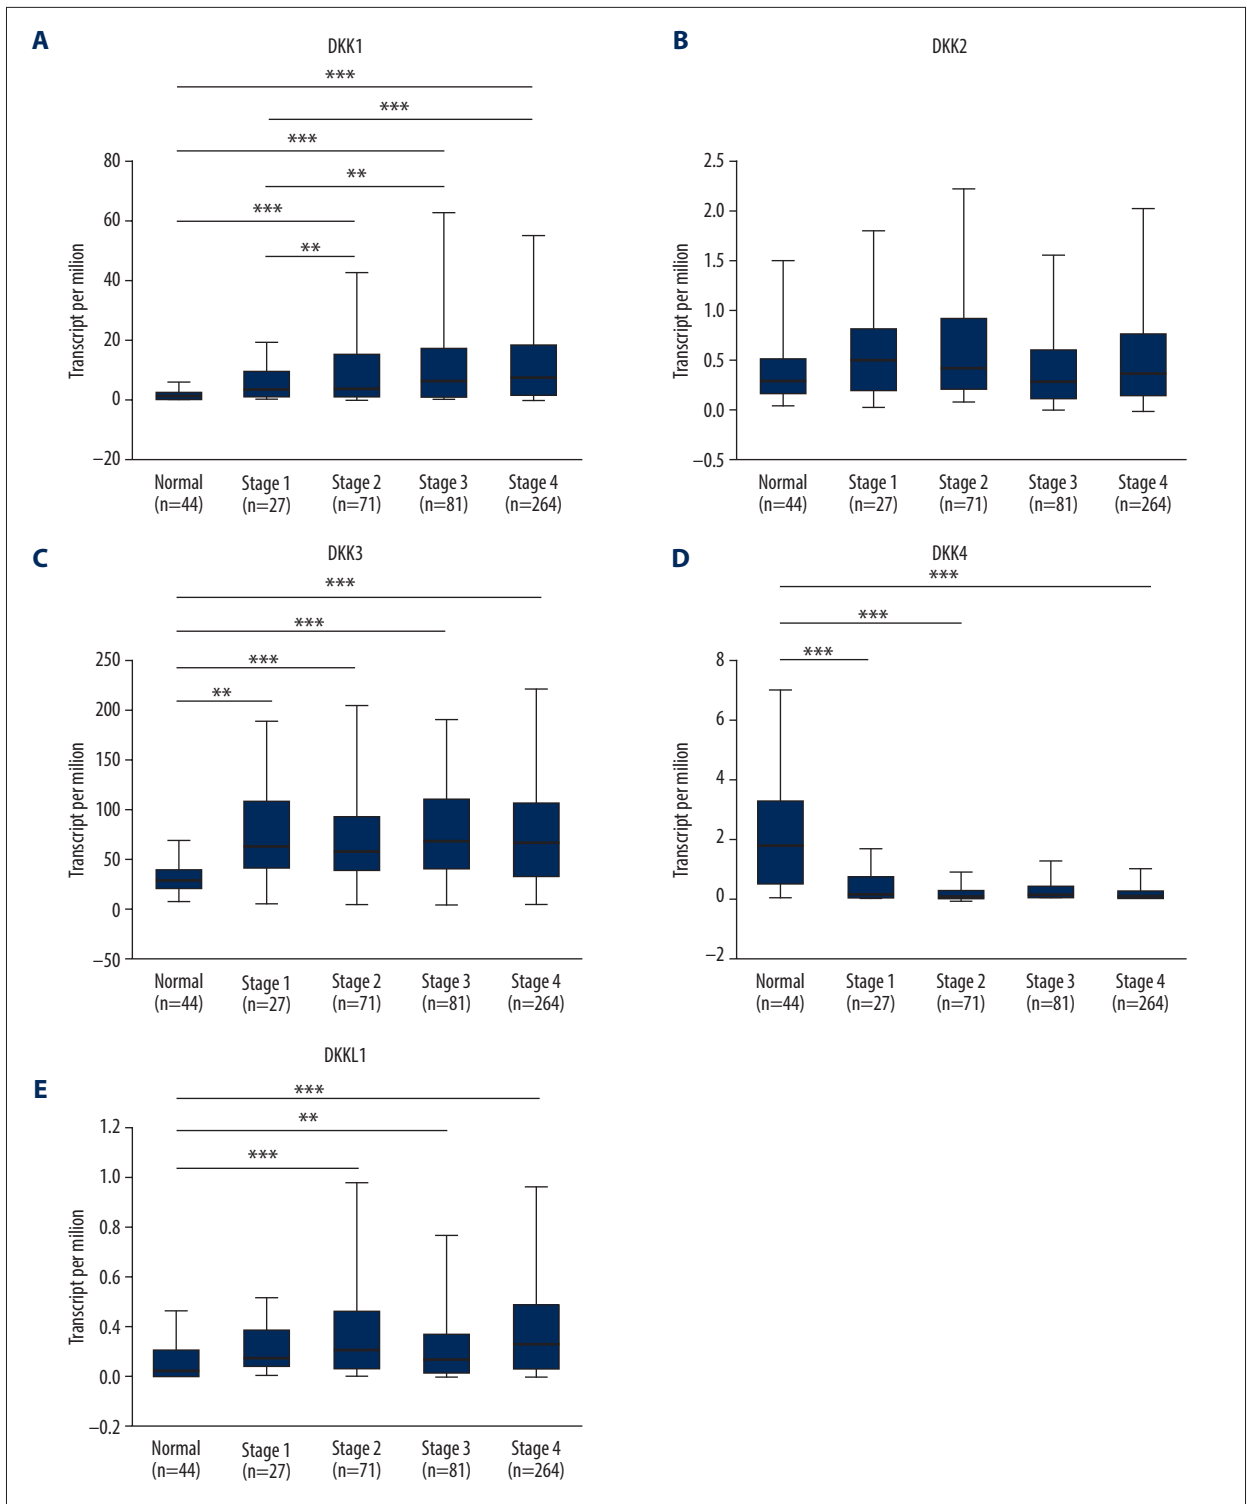 A
DKK1
***
***
***
**
***
**
80
60
40
20
0
−20
Transcript per milion
Normal
(n=44)
Stage 1
(n=27)
Stage 2
(n=71)
Stage 3
(n=81)
Stage 4
(n=264)
B
DKK2
2.5
2.0
1.5
1.0
0.5
0.0
−0.5
Transcript per milion
Normal
(n=44)
Stage 1
(n=27)
Stage 2
(n=71)
Stage 3
(n=81)
Stage 4
(n=264)
C
DKK3
***
***
***
**
250
200
150
100
50
0
−50
Transcript per milion
Normal
(n=44)
Stage 1
(n=27)
Stage 2
(n=71)
Stage 3
(n=81)
Stage 4
(n=264)
D
DKK4
***
***
***
8
6
4
2
0
−2
Transcript per milion
Normal
(n=44)
Stage 1
(n=27)
Stage 2
(n=71)
Stage 3
(n=81)
Stage 4
(n=264)
E
DKKL1
***
**
***
1.2
1.0
0.8
0.6
0.4
0.0
−0.2
Transcript per milion
Normal
(n=44)
Stage 1
(n=27)
Stage 2
(n=71)
Stage 3
(n=81)
Stage 4
(n=264)